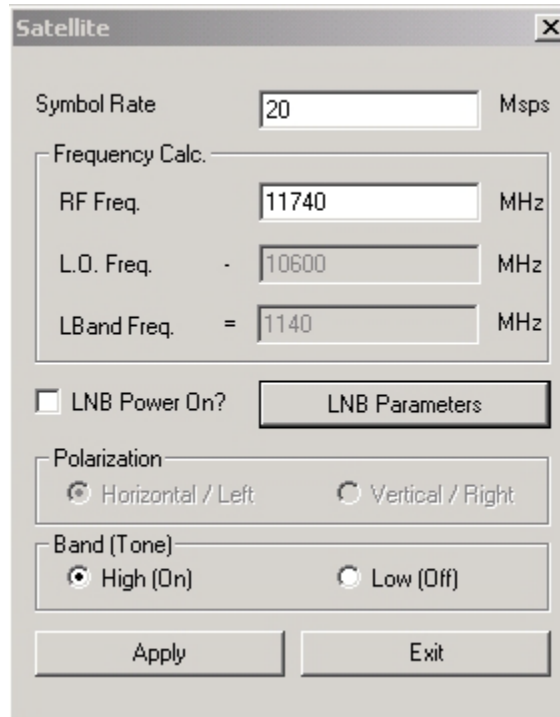 Satellite
Symbol Rate 20 Msps
Frequency Calc.
RF Freq. 11740 MHz
L.O. Freq. - 10600 MHz
LBand Freq. = 1140 MHz
LNB Power On? LNB Parameters
Polarization
Horizontal / Left Vertical / Right
Band (Tone)
High (On) Low (Off)
Apply Exit